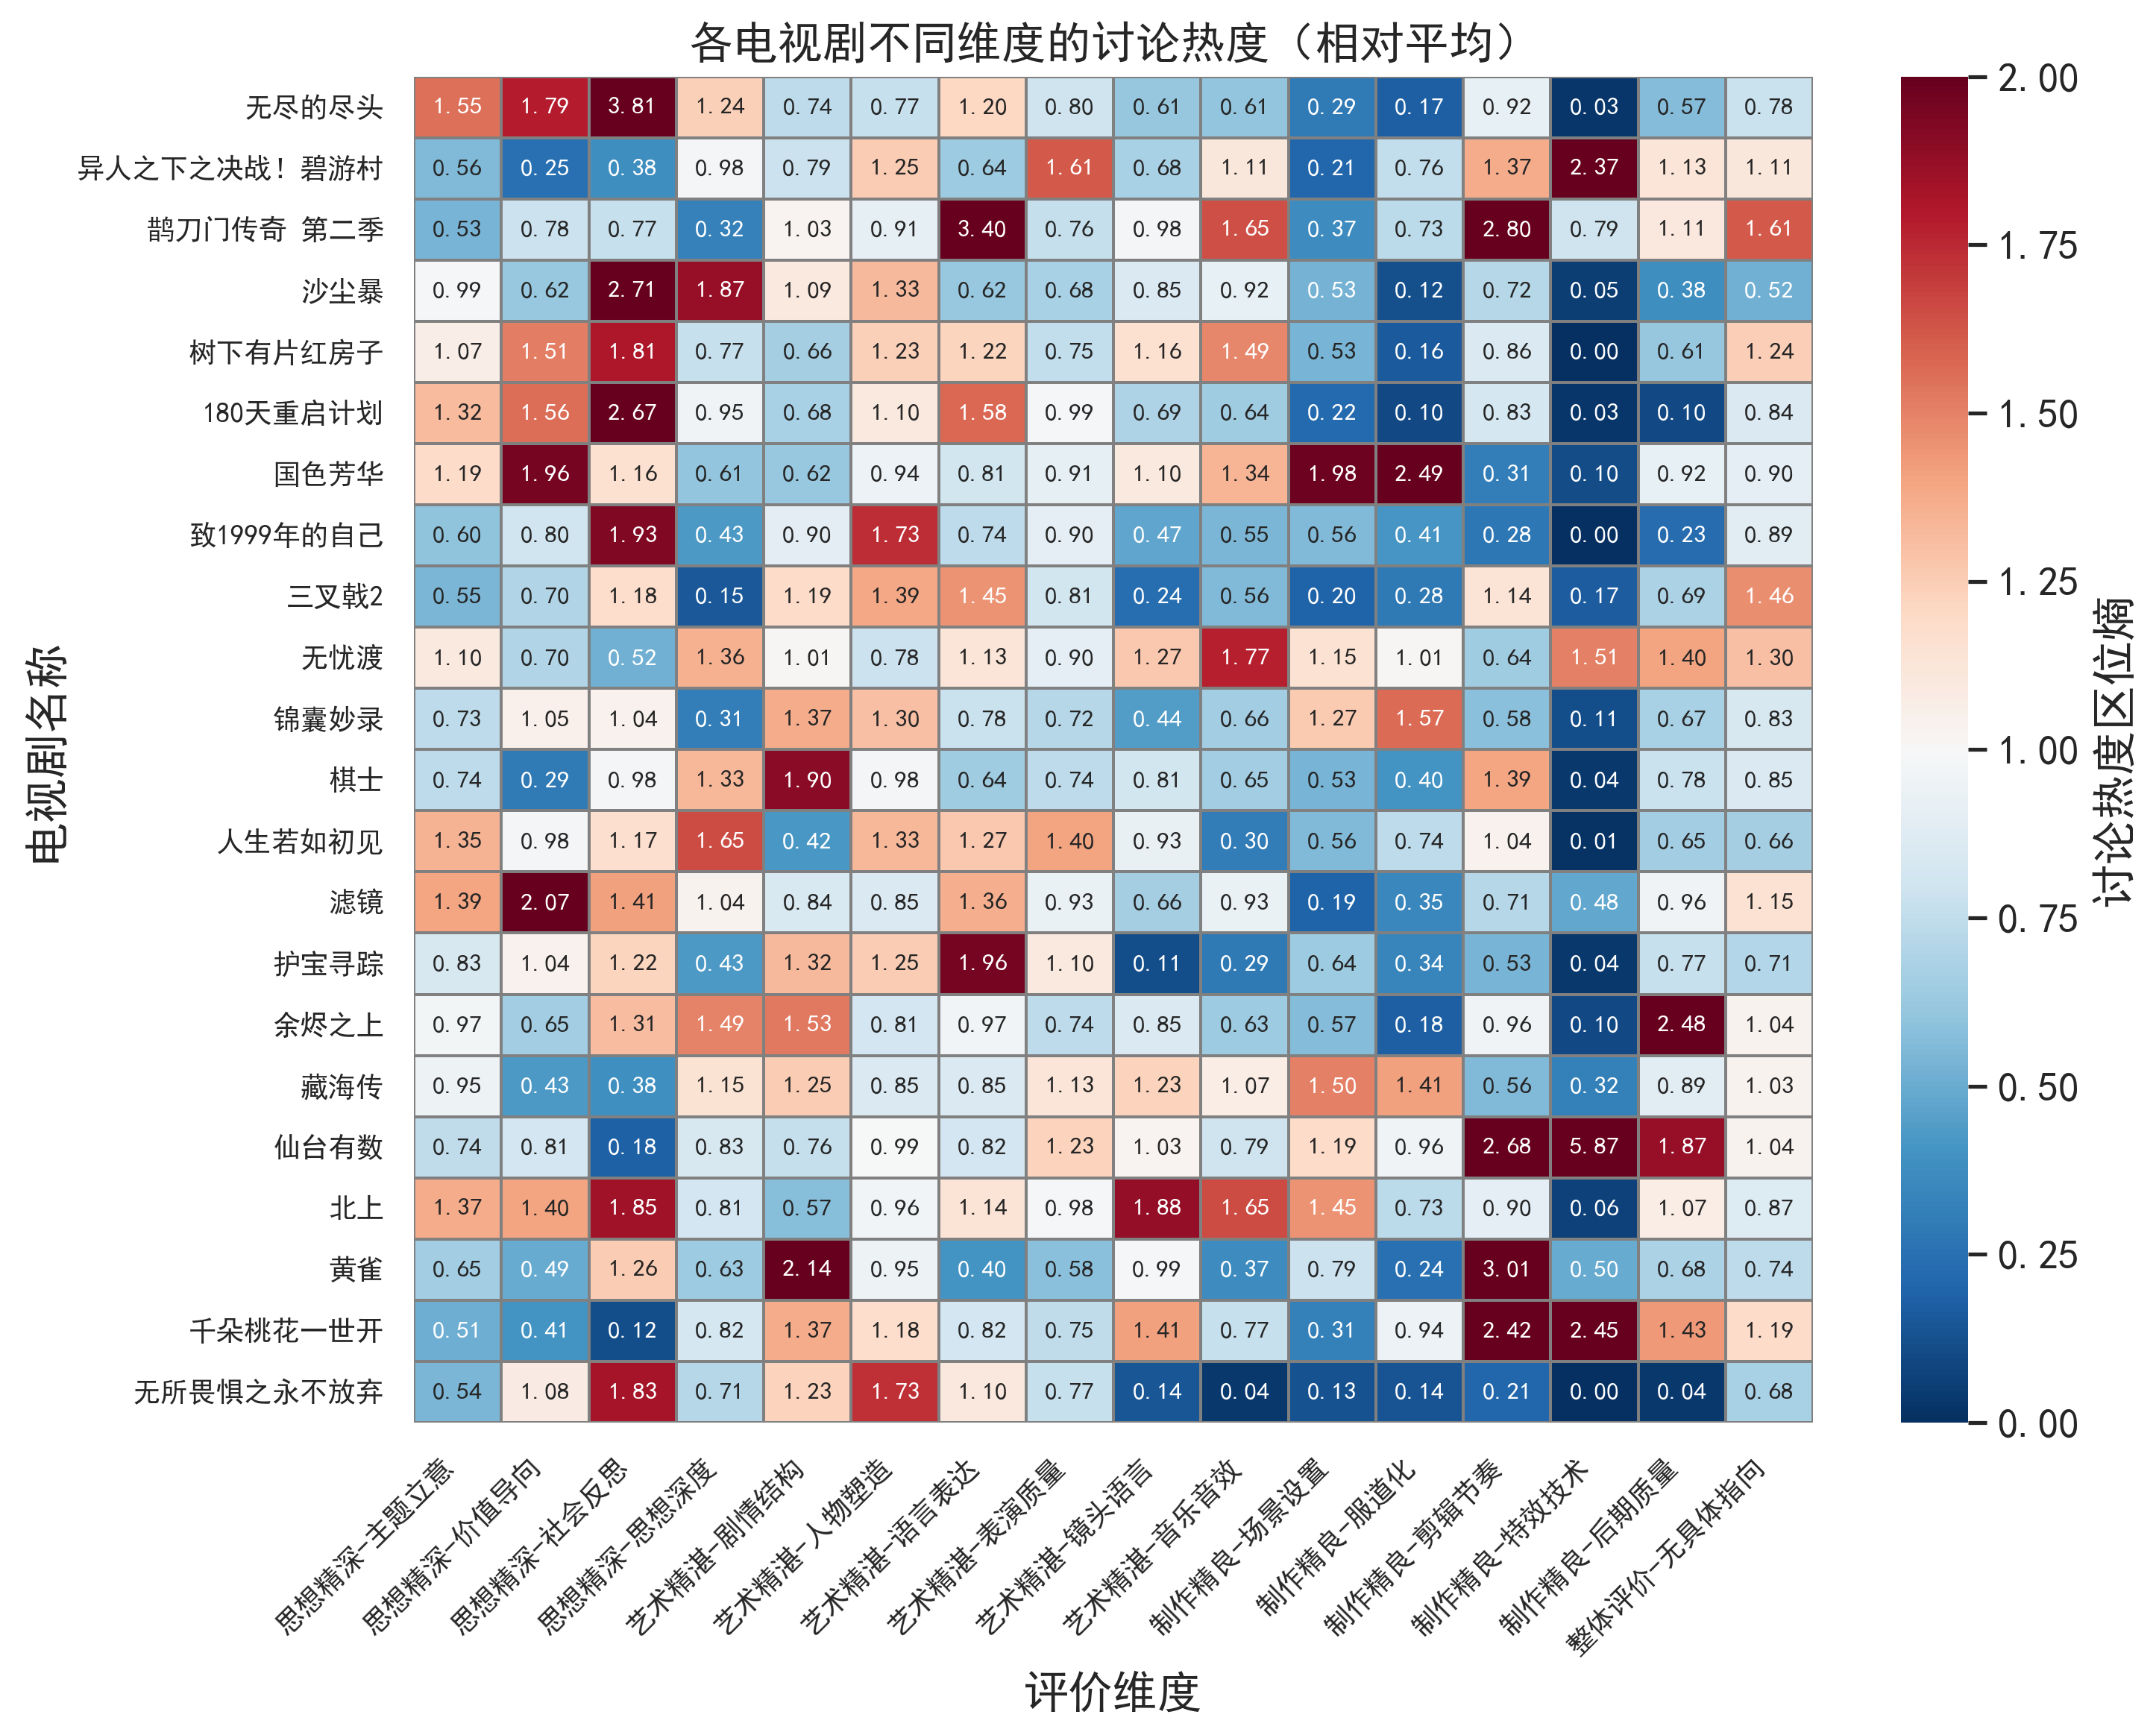 各电视剧不同维度的讨论热度（相对平均）
电视剧名称
无尽的尽头 1.55 1.79 3.81 1.24 0.74 0.77 1.20 0.80 0.61 0.61 0.29 0.17 0.92 0.03 0.57 0.78
异人之下之决战！碧游村 0.56 0.25 0.38 0.98 0.79 1.25 0.64 1.61 0.68 1.11 0.21 0.76 1.37 2.37 1.13 1.11
鹊刀门传奇 第二季 0.53 0.78 0.77 0.32 1.03 0.91 3.40 0.76 0.98 1.65 0.37 0.73 2.80 0.79 1.11 1.61
沙尘暴 0.99 0.62 2.71 1.87 1.09 1.33 0.62 0.68 0.85 0.92 0.53 0.12 0.72 0.05 0.38 0.52
树下有片红房子 1.07 1.51 1.81 0.77 0.66 1.23 1.22 0.75 1.16 1.49 0.53 0.16 0.86 0.00 0.61 1.24
180天重启计划 1.32 1.56 2.67 0.95 0.68 1.10 1.58 0.99 0.69 0.64 0.22 0.10 0.83 0.03 0.10 0.84
国色芳华 1.19 1.96 1.16 0.61 0.62 0.94 0.81 0.91 1.10 1.34 1.98 2.49 0.31 0.10 0.92 0.90
致1999年的自己 0.60 0.80 1.93 0.43 0.90 1.73 0.74 0.90 0.47 0.55 0.56 0.41 0.28 0.00 0.23 0.89
三叉戟2 0.55 0.70 1.18 0.15 1.19 1.39 1.45 0.81 0.24 0.56 0.20 0.28 1.14 0.17 0.69 1.46
无忧渡 1.10 0.70 0.52 1.36 1.01 0.78 1.13 0.90 1.27 1.77 1.15 1.01 0.64 1.51 1.40 1.30
锦囊妙录 0.73 1.05 1.04 0.31 1.37 1.30 0.78 0.72 0.44 0.66 1.27 1.57 0.58 0.11 0.67 0.83
棋士 0.74 0.29 0.98 1.33 1.90 0.98 0.64 0.74 0.81 0.65 0.53 0.40 1.39 0.04 0.78 0.85
人生若如初见 1.35 0.98 1.17 1.65 0.42 1.33 1.27 1.40 0.93 0.30 0.56 0.74 1.04 0.01 0.65 0.66
滤镜 1.39 2.07 1.41 1.04 0.84 0.85 1.36 0.93 0.66 0.93 0.19 0.35 0.71 0.48 0.96 1.15
护宝寻踪 0.83 1.04 1.22 0.43 1.32 1.25 1.96 1.10 0.11 0.29 0.64 0.34 0.53 0.04 0.77 0.71
余烬之上 0.97 0.65 1.31 1.49 1.53 0.81 0.97 0.74 0.85 0.63 0.57 0.18 0.96 0.10 2.48 1.04
藏海传 0.95 0.43 0.38 1.15 1.25 0.85 0.85 1.13 1.23 1.07 1.50 1.41 0.56 0.32 0.89 1.03
仙台有数 0.74 0.81 0.18 0.83 0.76 0.99 0.82 1.23 1.03 0.79 1.19 0.96 2.68 5.87 1.87 1.04
北上 1.37 1.40 1.85 0.81 0.57 0.96 1.14 0.98 1.88 1.65 1.45 0.73 0.90 0.06 1.07 0.87
黄雀 0.65 0.49 1.26 0.63 2.14 0.95 0.40 0.58 0.99 0.37 0.79 0.24 3.01 0.50 0.68 0.74
千朵桃花一世开 0.51 0.41 0.12 0.82 1.37 1.18 0.82 0.75 1.41 0.77 0.31 0.94 2.42 2.45 1.43 1.19
无所畏惧之永不放弃 0.54 1.08 1.83 0.71 1.23 1.73 1.10 0.77 0.14 0.04 0.13 0.14 0.21 0.00 0.04 0.68
思想精深-主题立意
思想精深-价值导向
思想精深-社会反思
思想精深-思想深度
艺术精湛-剧情结构
艺术精湛-人物塑造
艺术精湛-语言表达
艺术精湛-表演质量
艺术精湛-镜头语言
艺术精湛-音乐音效
制作精良-场景设置
制作精良-服道化
制作精良-剪辑节奏
制作精良-特效技术
制作精良-后期质量
整体评价-无具体指向
评价维度
2.00
1.75
1.50
1.25
1.00
0.75
0.50
0.25
0.00
讨论热度区位熵